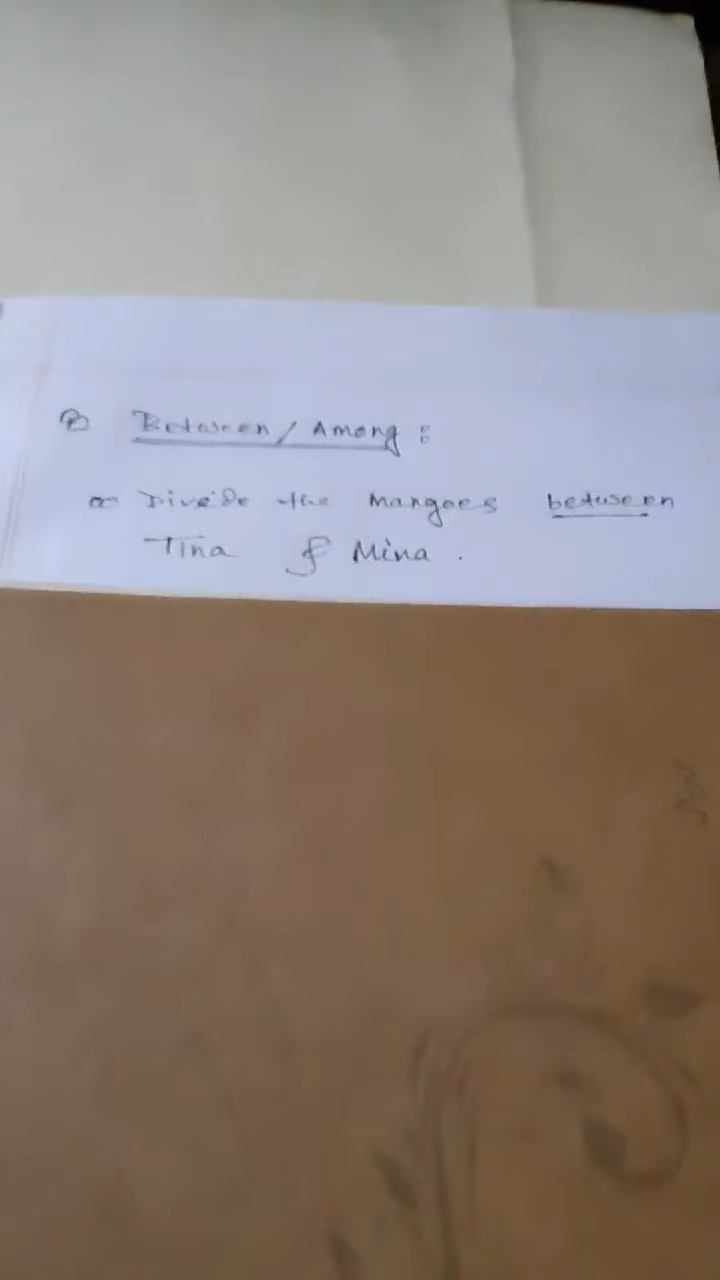 Between / Among :
Divide the Mangoes between
Tina & Mina .